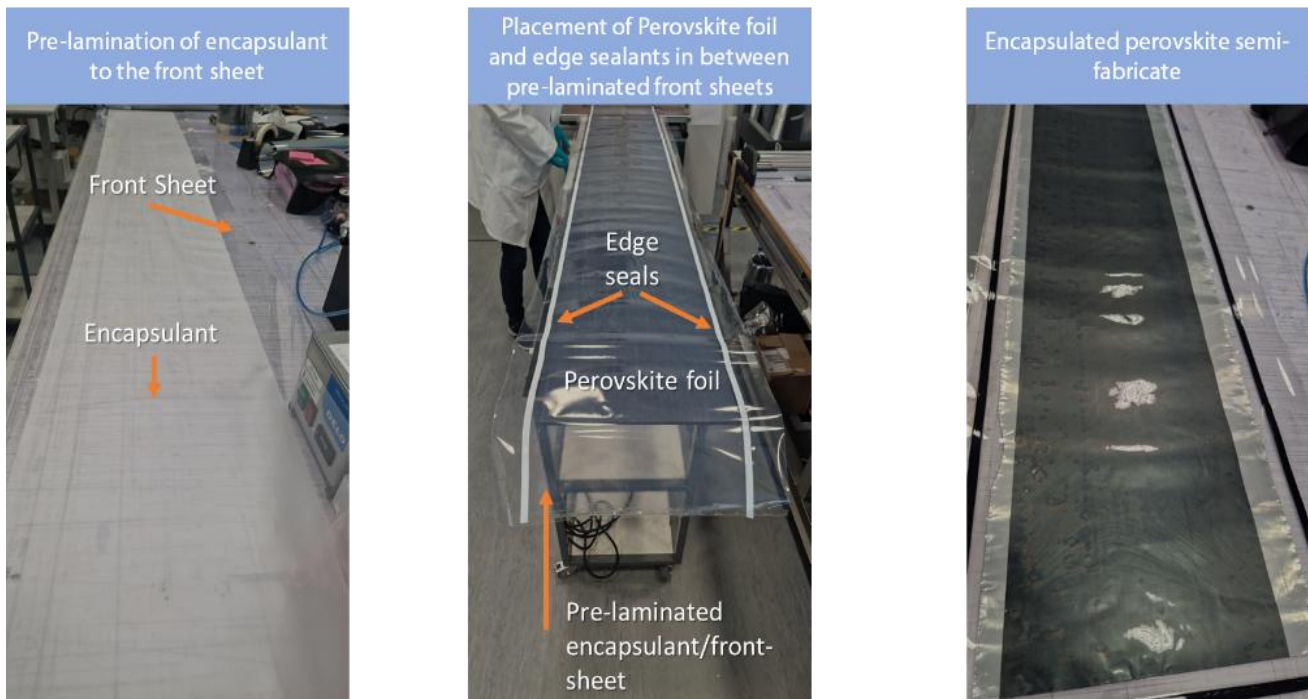 Pre-lamination of encapsulant
to the front sheet
Front Sheet
Encapsulant
Placement of Perovskite foil
and edge sealants in between
pre-laminated front sheets
Edge
seals
Perovskite foil
Pre-laminated
encapsulant/front-
sheet
Encapsulated perovskite semi-
fabricate